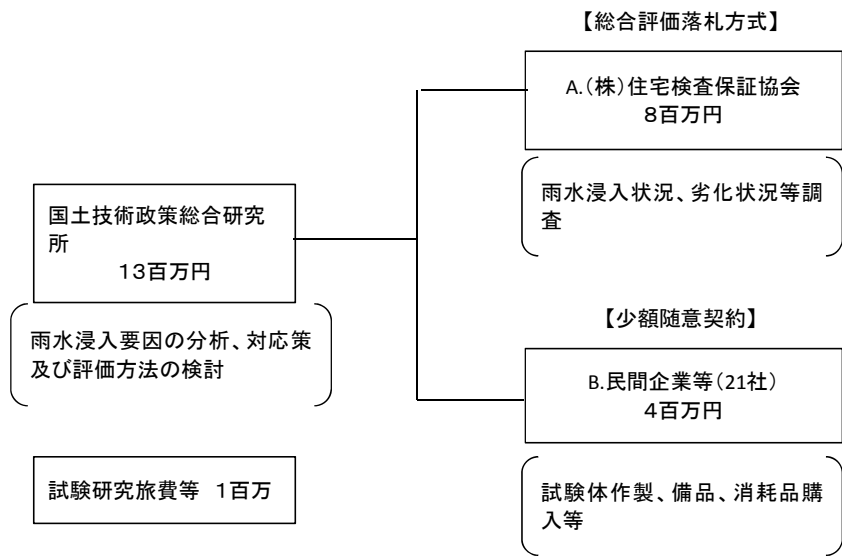 【総合評価落札方式】
A.（株）住宅検査保証協会
8百万円
雨水浸入状況、劣化状況等調
査
国土技術政策総合研究
所
13百万円
雨水浸入要因の分析、対応策
及び評価方法の検討
【少額随意契約】
B.民間企業等（21社）
4百万円
試験体作製、備品、消耗品購
入等
試験研究旅費等 1百万